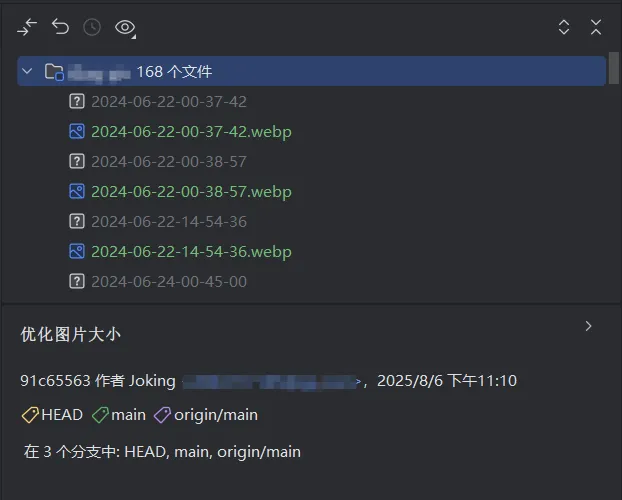 168 个文件
2024-06-22-00-37-42
2024-06-22-00-37-42.webp
2024-06-22-00-38-57
2024-06-22-00-38-57.webp
2024-06-22-14-54-36
2024-06-22-14-54-36.webp
2024-06-24-00-45-00
优化图片大小
91c65563 作者 Joking >, 2025/8/6 下午11:10
HEAD main origin/main
在 3 个分支中: HEAD, main, origin/main